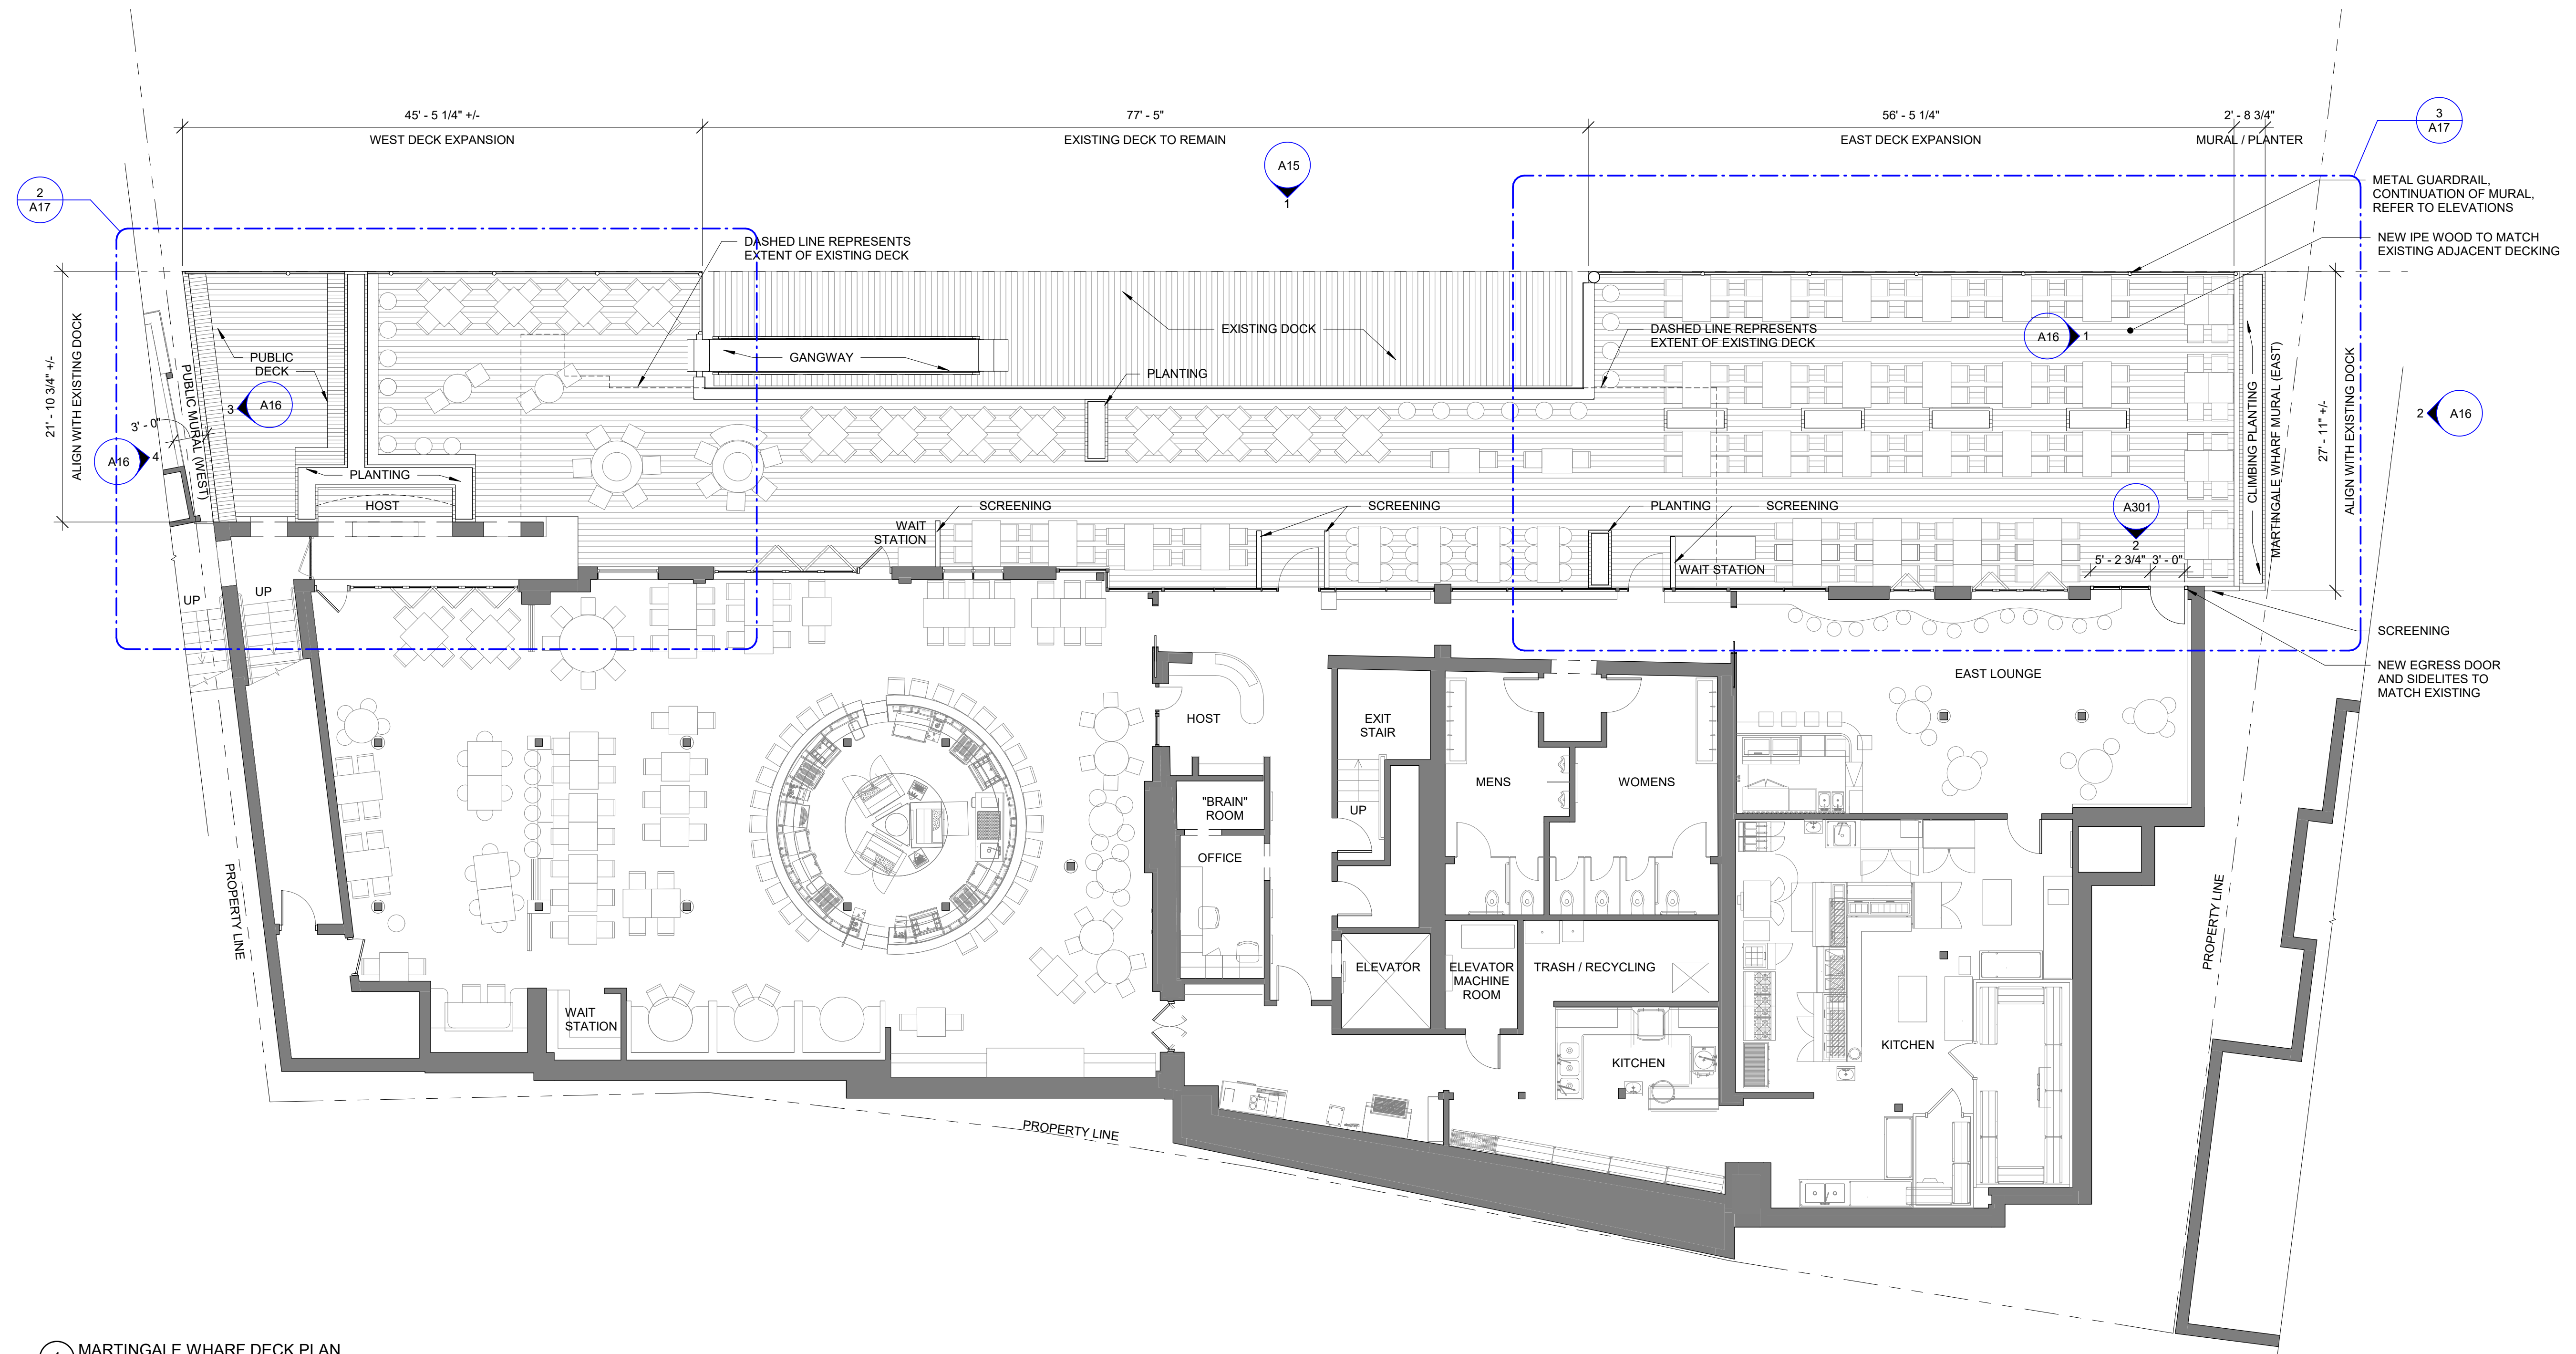 45' - 5 1/4" +/-
WEST DECK EXPANSION
77' - 5"
EXISTING DECK TO REMAIN
56' - 5 1/4"
EAST DECK EXPANSION
2' - 8 3/4"
MURAL / PLANTER
3
A17
A15
1
2
A17
METAL GUARDRAIL,
CONTINUATION OF MURAL,
REFER TO ELEVATIONS
NEW IPE WOOD TO MATCH
EXISTING ADJACENT DECKING
DASHED LINE REPRESENTS
EXTENT OF EXISTING DECK
21' - 10 3/4" +/-
ALIGN WITH EXISTING DOCK
PUBLIC
DECK
PUBLIC MURAL (WEST)
3'- 0"
A16
4
3
A16
GANGWAY
EXISTING DOCK
PLANTING
DASHED LINE REPRESENTS
EXTENT OF EXISTING DECK
A16
1
CLIMBING PLANTING
MARTINGALE WHARF MURAL (EAST)
27' - 11" +/-
ALIGN WITH EXISTING DOCK
2
A16
PLANTING
HOST
WAIT
STATION
SCREENING
SCREENING
PLANTING
SCREENING
WAIT STATION
A301
2
5' - 2 3/4"
3' - 0"
UP
UP
SCREENING
NEW EGRESS DOOR
AND SIDELITES TO
MATCH EXISTING
EAST LOUNGE
HOST
EXIT
STAIR
UP
MENS
WOMENS
"BRAIN"
ROOM
OFFICE
PROPERTY LINE
PROPERTY LINE
ELEVATOR
ELEVATOR
MACHINE
ROOM
TRASH / RECYCLING
WAIT
STATION
KITCHEN
KITCHEN
PROPERTY LINE
MARTINGALE WHARF DECK PLAN